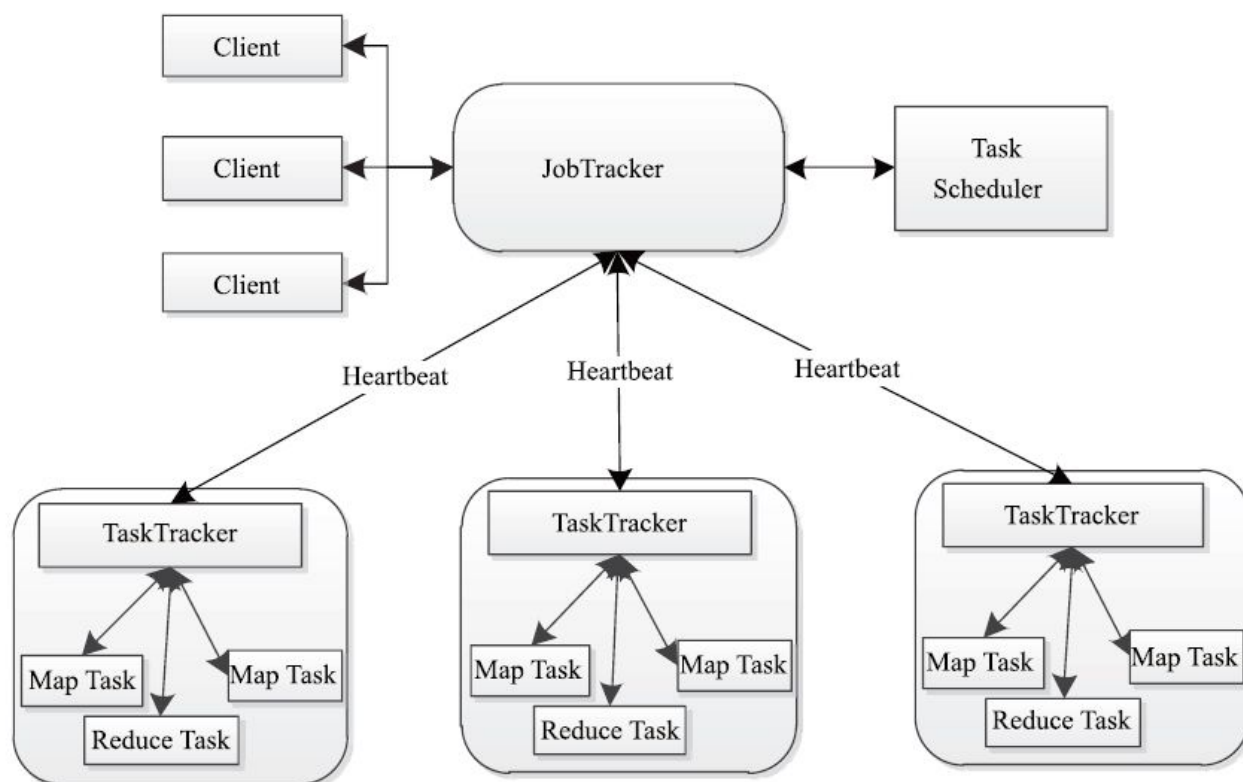 Client
Client
Client
JobTracker
Task
Scheduler
Heartbeat
Heartbeat
Heartbeat
TaskTracker
Map Task
Map Task
Reduce Task
TaskTracker
Map Task
Map Task
Reduce Task
TaskTracker
Map Task
Map Task
Reduce Task